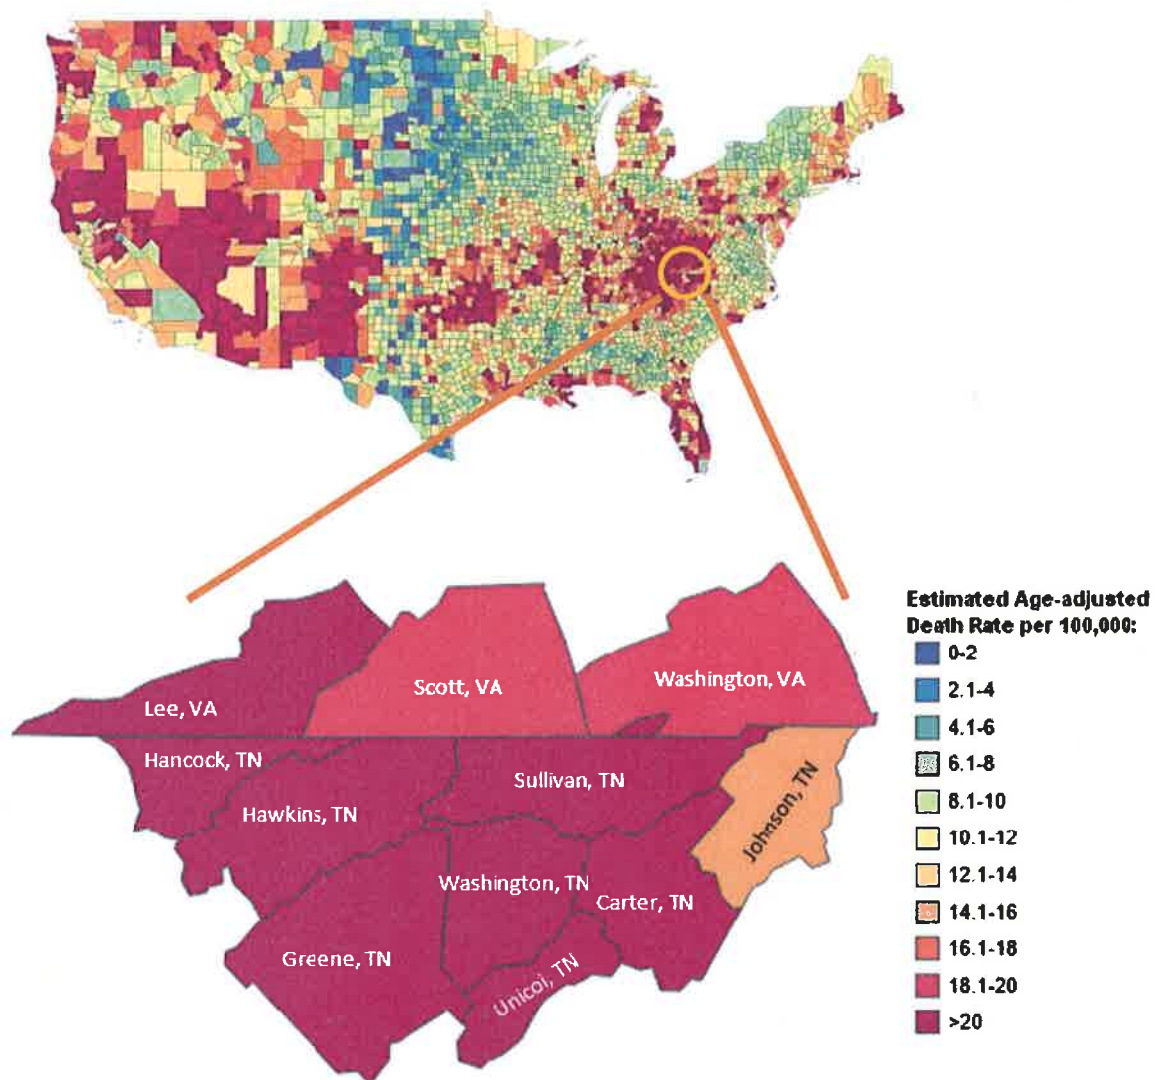 Estimated Age-adjusted
Death Rate per 100,000:
0-2
2.1-4
4.1-6
6.1-8
8.1-10
10.1-12
12.1-14
14.1-16
16.1-18
18.1-20
>20
Lee, VA
Scott, VA
Washington, VA
Hancock, TN
Hawkins, TN
Sullivan, TN
Johnson, TN
Washington, TN
Carter, TN
Greene, TN
Unicoi, TN